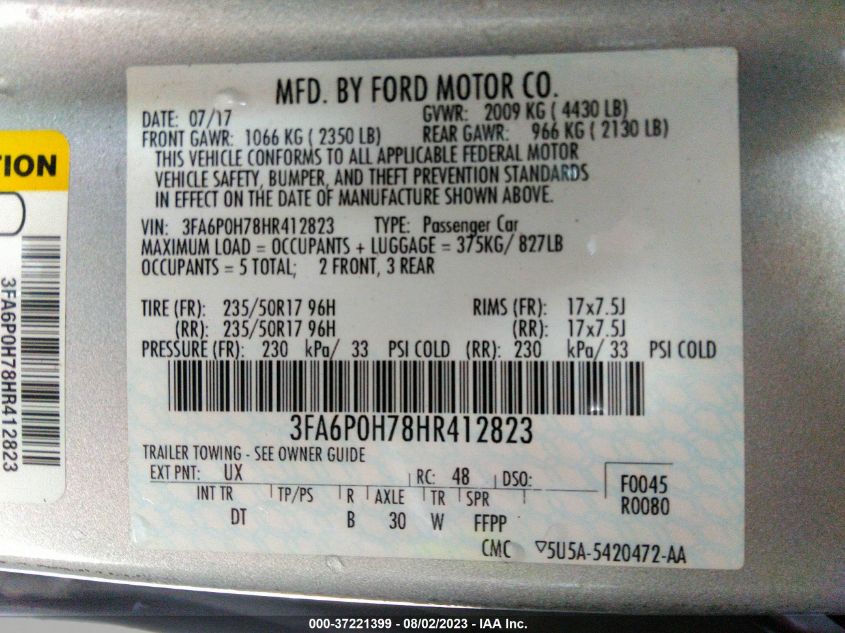 MFD. BY FORD MOTOR CO.
DATE: 07/17 GVWR: 2009 KG ( 4430 LB)
FRONT GAWR: 1066 KG ( 2350 LB) REAR GAWR: 966 KG ( 2130 LB)
THIS VEHICLE CONFORMS TO ALL APPLICABLE FEDERAL MOTOR
VEHICLE SAFETY, BUMPER, AND THEFT PREVENTION STANDARDS
IN EFFECT ON THE DATE OF MANUFACTURE SHOWN ABOVE.
VIN: 3FA6P0H78HR412823 TYPE: Passenger Car
MAXIMUM LOAD = OCCUPANTS + LUGGAGE = 375KG/ 827LB
OCCUPANTS = 5 TOTAL; 2 FRONT, 3 REAR
TIRE (FR): 235/50R17 96H RIMS (FR): 17x7.5J
(RR): 235/50R17 96H (RR): 17x7.5J
PRESSURE (FR): 230 kPa/ 33 PSI COLD (RR): 230 kPa/ 33 PSI COLD
3FA6P0H78HR412823
TRAILER TOWING - SEE OWNER GUIDE
EXT PNT: UX RC: 48 DSO: F0045
INT TR TP/PS R AXLE TR SPR R0080
DT B 30 W FFPP
CMC ▽5U5A-5420472-AA
TION
3FA6P0H78HR412823
000-37221399 - 08/02/2023 - IAA Inc.